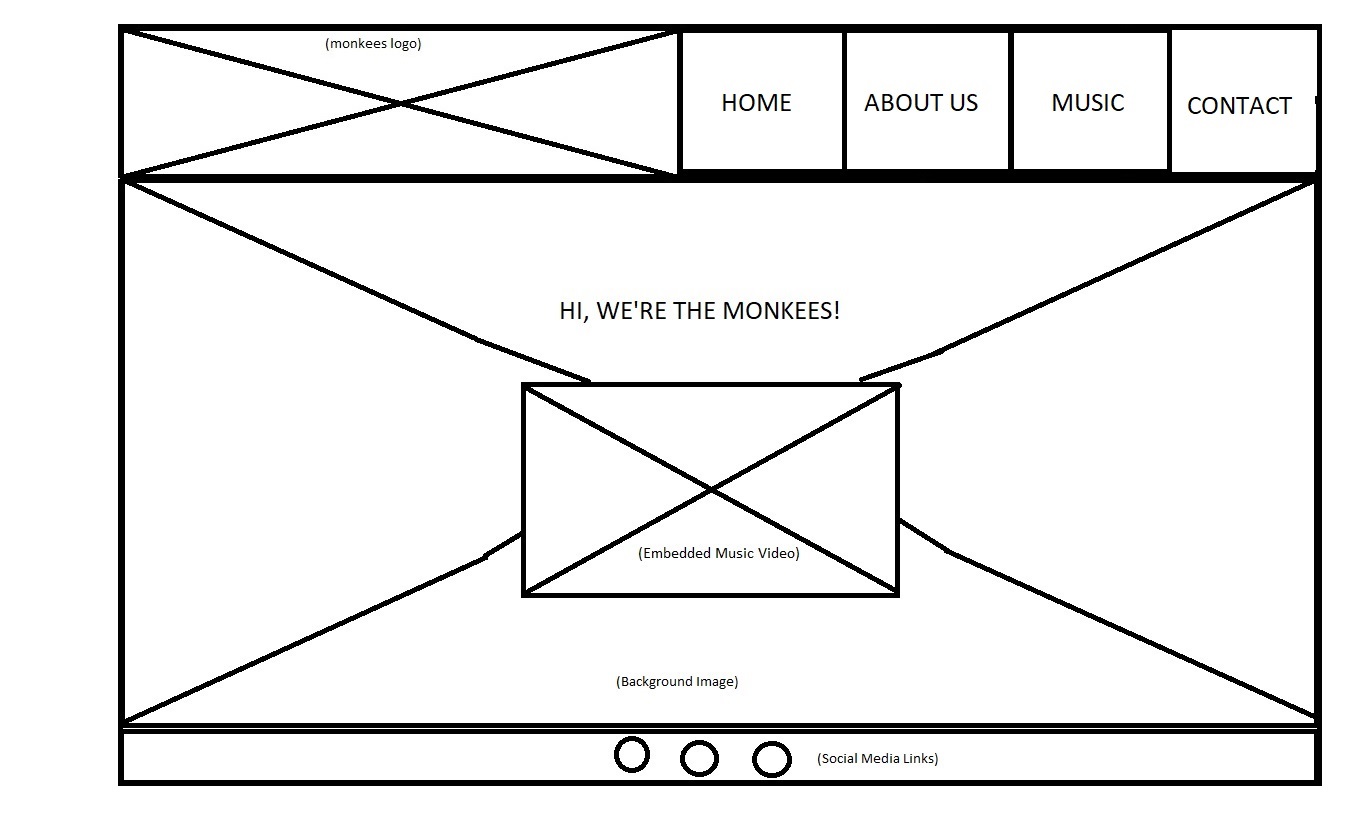 (monkees logo)
HOME
ABOUT US
MUSIC
CONTACT
HI, WE'RE THE MONKEES!
(Embedded Music Video)
(Background Image)
(Social Media Links)